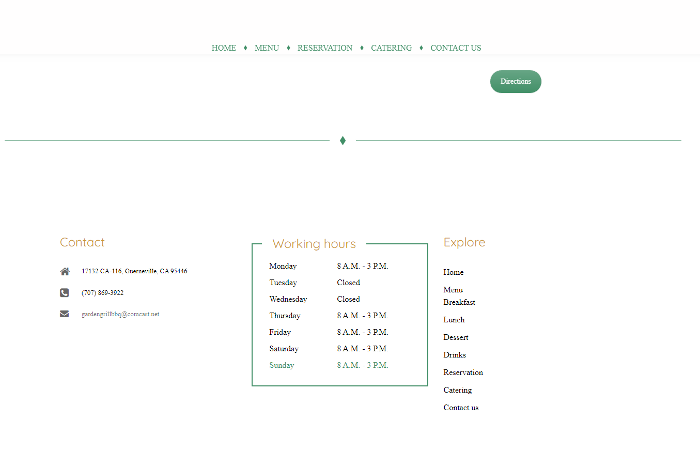 HOME ♦ MENU ♦ RESERVATION ♦ CATERING ♦ CONTACT US
Directions
Contact
17132 CA-116, Guerneville, CA 95446
(707) 869-3922
gardengrillbbq@comcast.net
Working hours
Monday 8 A.M. - 3 P.M.
Tuesday Closed
Wednesday Closed
Thursday 8 A.M. - 3 P.M.
Friday 8 A.M. - 3 P.M.
Saturday 8 A.M. - 3 P.M.
Sunday 8 A.M. - 3 P.M.
Explore
Home
Menu
Breakfast
Lunch
Dessert
Drinks
Reservation
Catering
Contact us